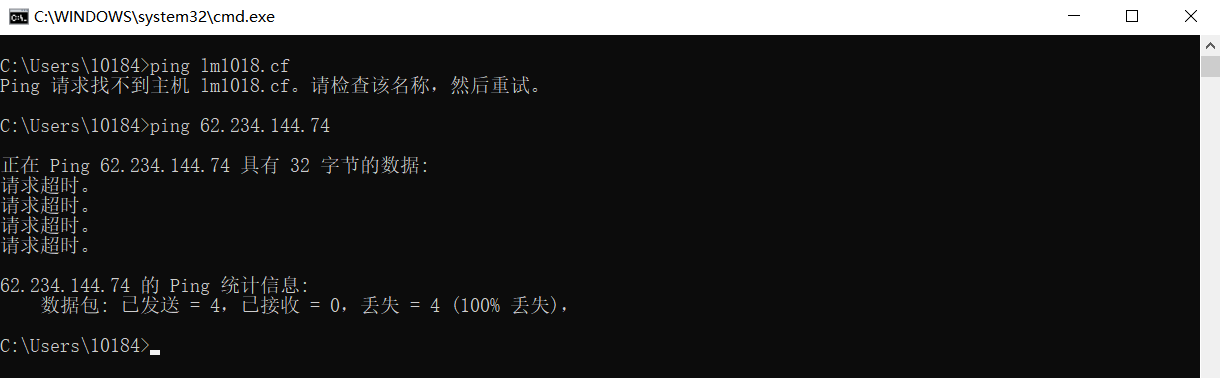 C:\WINDOWS\system32\cmd.exe
C:\Users\10184>ping lm1018.cf
Ping 请求找不到主机 lm1018.cf。请检查该名称，然后重试。
C:\Users\10184>ping 62.234.144.74
正在 Ping 62.234.144.74 具有 32 字节的数据:
请求超时。
请求超时。
请求超时。
请求超时。
62.234.144.74 的 Ping 统计信息:
    数据包: 已发送 = 4，已接收 = 0，丢失 = 4 (100% 丢失)，
C:\Users\10184>